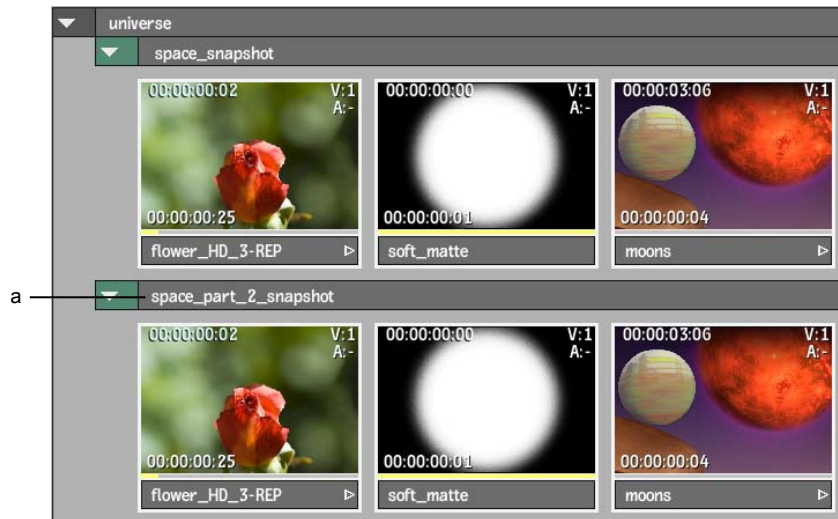 universe
space_snapshot
00:00:00:02 V:1 00:00:00:00 V:1 00:00:03:06 V:1
A:- A:- A:-
00:00:00:25 00:00:00:01 00:00:00:04
flower_HD_3-REP soft_matte moons
a space_part_2_snapshot
00:00:00:02 V:1 00:00:00:00 V:1 00:00:03:06 V:1
A:- A:- A:-
00:00:00:25 00:00:00:01 00:00:00:04
flower_HD_3-REP soft_matte moons